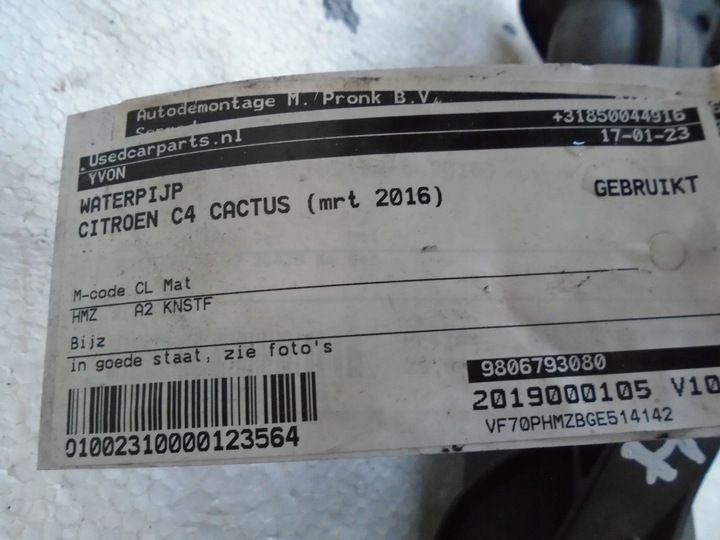 Autodemontage M. Pronk B.V.
+31850044916
.Usedcarparts.nl
17-01-23
YVON
WATERPIJP
GEBRUIKT
CITROEN C4 CACTUS (mrt 2016)
M-code CL Mat
HMZ A2 KNSTF
Bijz
in goede staat, zie foto's
9806793080
2019000105 V10
VF70PHMZBGE514142
01002310000123564